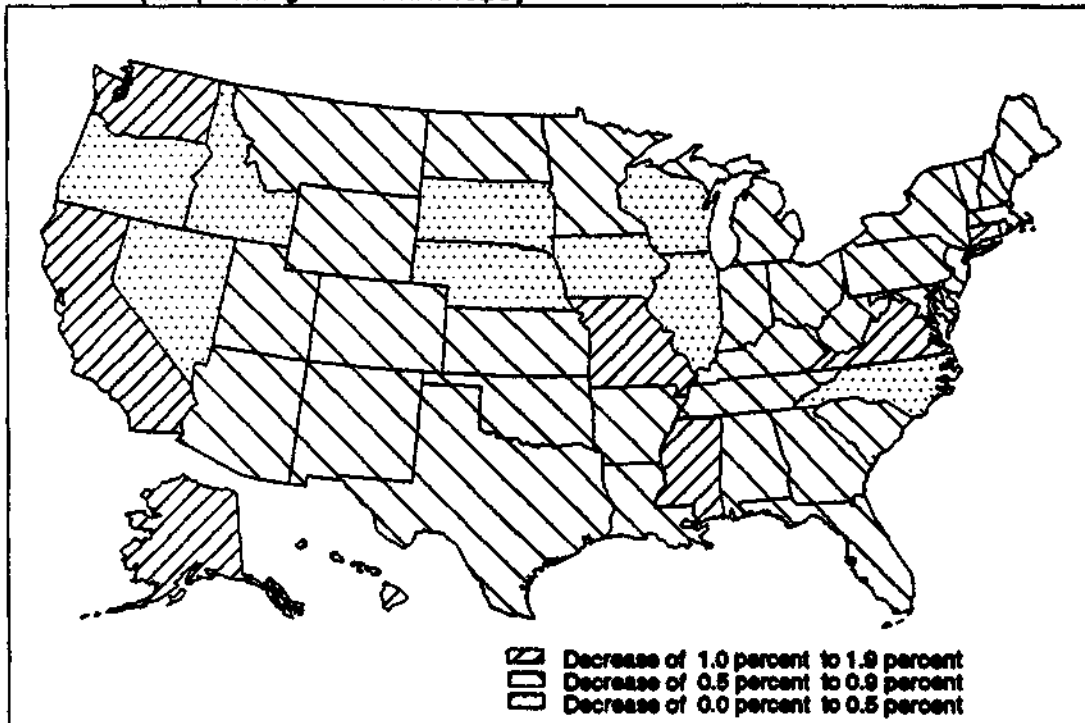 Decrease of 1.0 percent to 1.9 percent
Decrease of 0.5 percent to 0.9 percent
Decrease of 0.0 percent to 0.5 percent